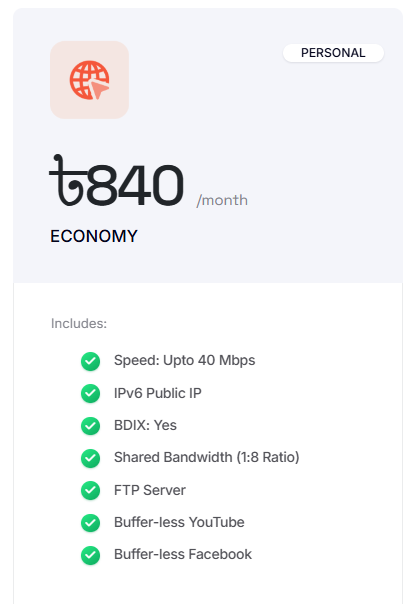 PERSONAL
৳840 /month
ECONOMY
Includes:
Speed: Upto 40 Mbps
IPv6 Public IP
BDIX: Yes
Shared Bandwidth (1:8 Ratio)
FTP Server
Buffer-less YouTube
Buffer-less Facebook